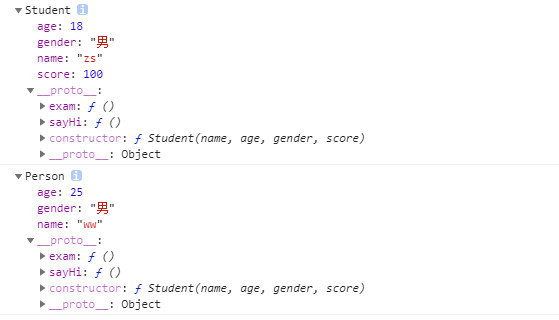 Student i
age: 18
gender: "男"
name: "zs"
score: 100
__proto__:
exam: ƒ ()
sayHi: ƒ ()
constructor: ƒ Student(name, age, gender, score)
__proto__: Object
Person i
age: 25
gender: "男"
name: "ww"
__proto__:
exam: ƒ ()
sayHi: ƒ ()
constructor: ƒ Student(name, age, gender, score)
__proto__: Object